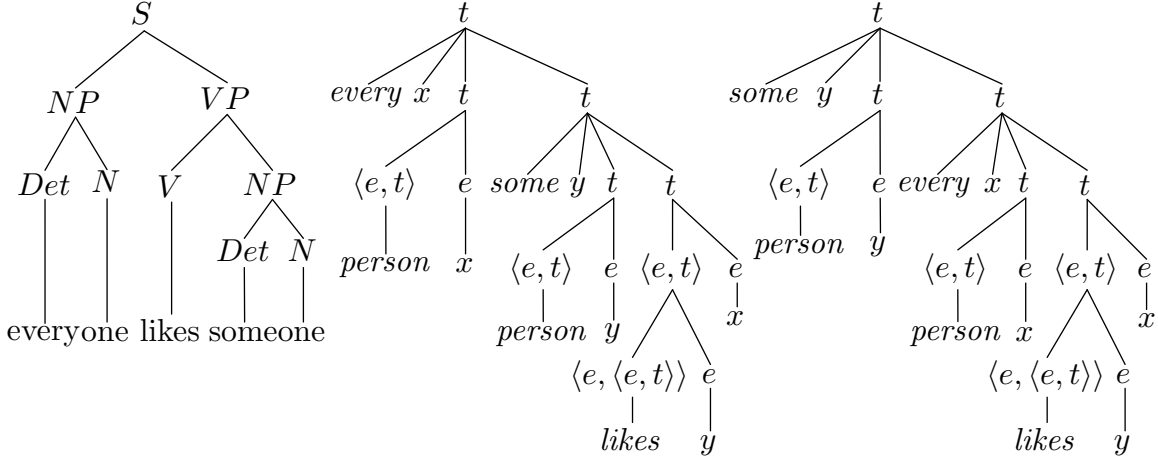 S t t
NP VP every x t t some y t t
Det N V NP ⟨e, t⟩ e some y t t ⟨e, t⟩ e every x t t
Det N person x ⟨e, t⟩ e ⟨e, t⟩ e person y ⟨e, t⟩ e ⟨e, t⟩ e
everyone likes someone person y x person x x
⟨e, ⟨e, t⟩⟩ e ⟨e, ⟨e, t⟩⟩ e
likes y likes y